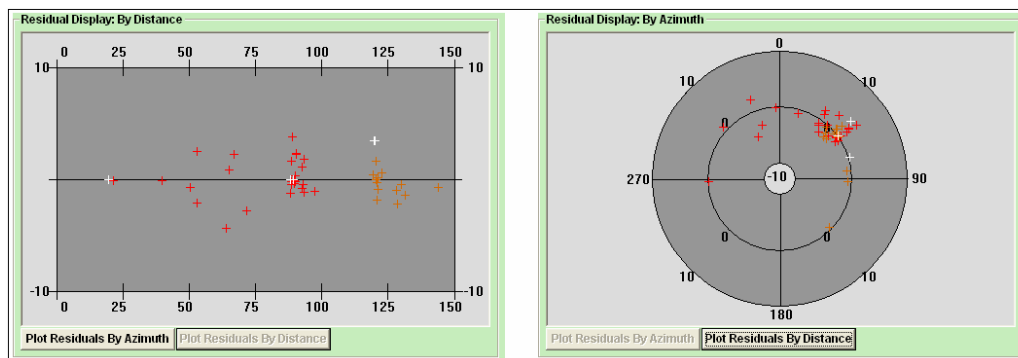 Residual Display: By Distance
0 25 50 75 100 125 150
10 10
-10 -10
0 25 50 75 100 125 150
Plot Residuals By Azimuth Plot Residuals By Distance
Residual Display: By Azimuth
0
10 10
0 0
270 -10 90
0 0
10 10
180
Plot Residuals By Azimuth Plot Residuals By Distance